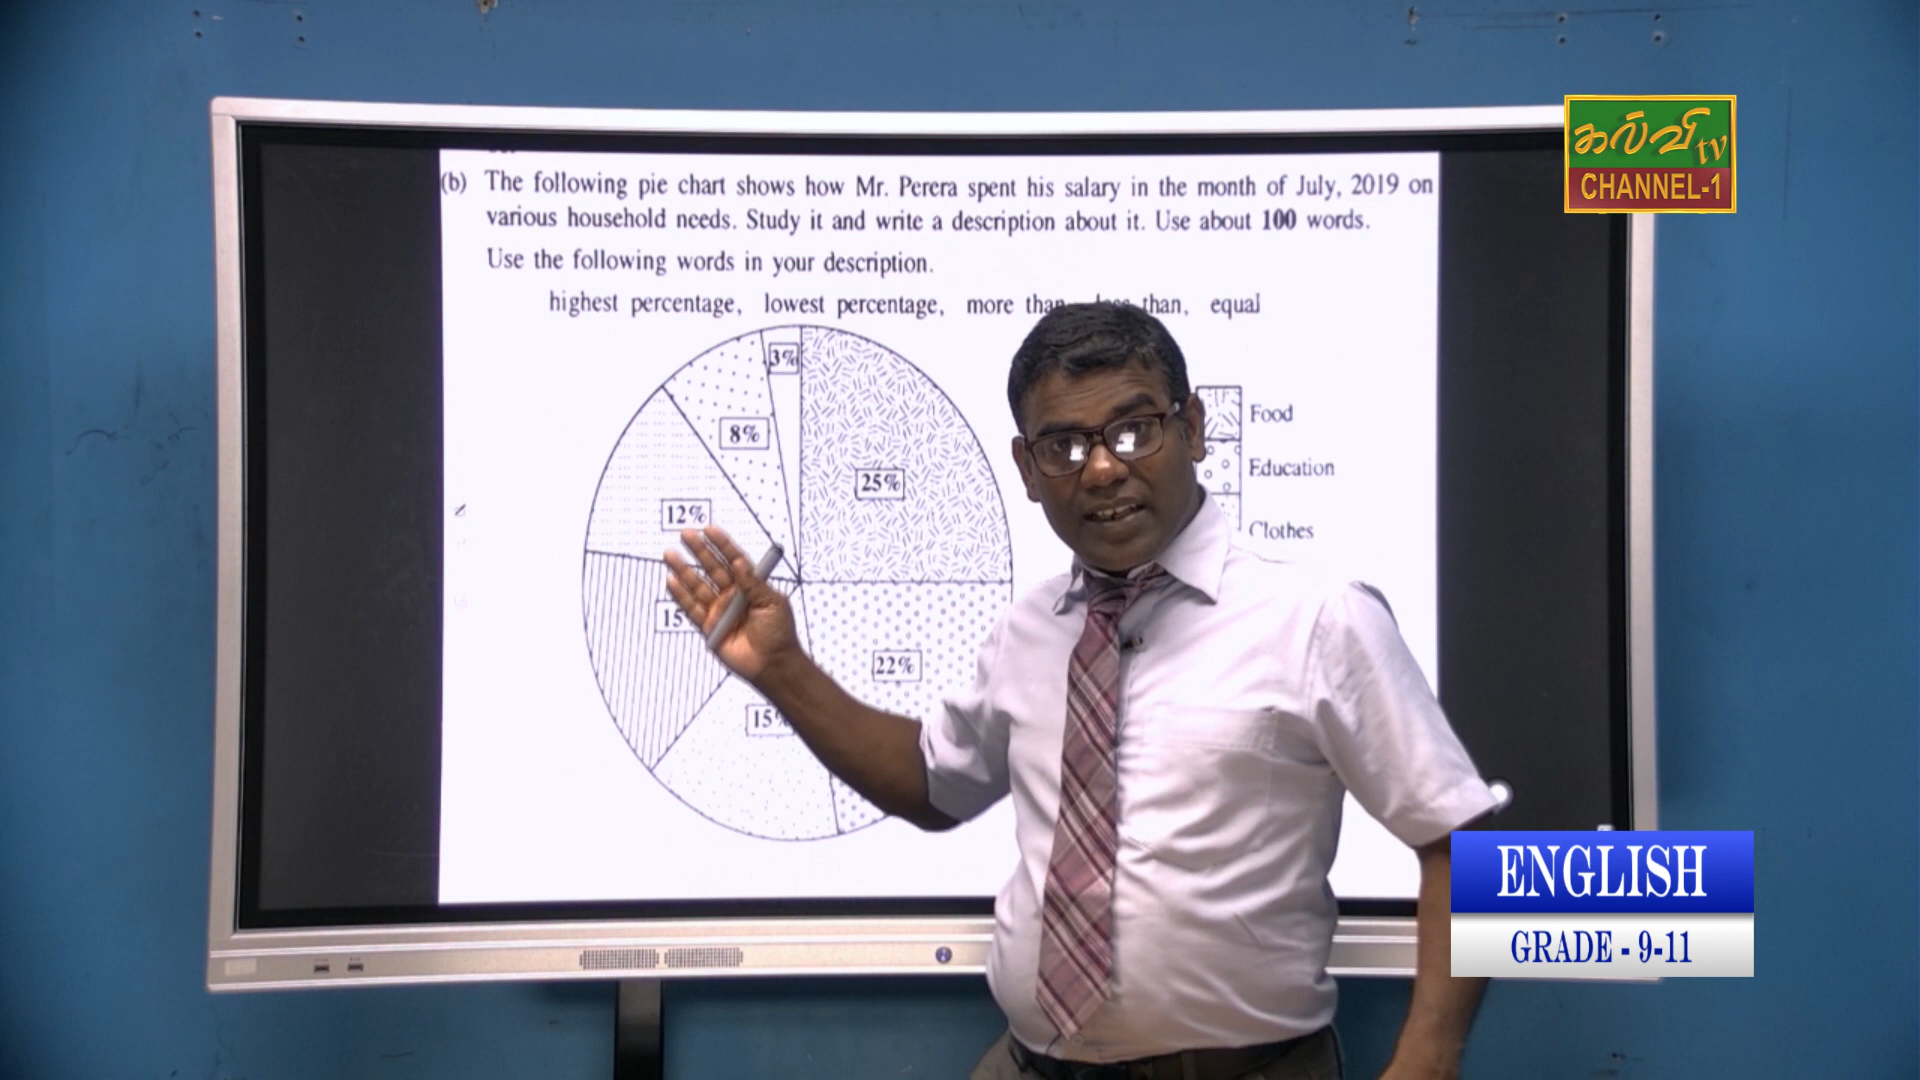 (b) The following pie chart shows how Mr. Perera spent his salary in the month of July, 2019 on
various household needs. Study it and write a description about it. Use about 100 words.
Use the following words in your description.
highest percentage, lowest percentage, more than, less than, equal
3%
8%
25%
12%
15
22%
15%
Food
Education
Clothes
கல்வி tv
CHANNEL-1
ENGLISH
GRADE - 9-11